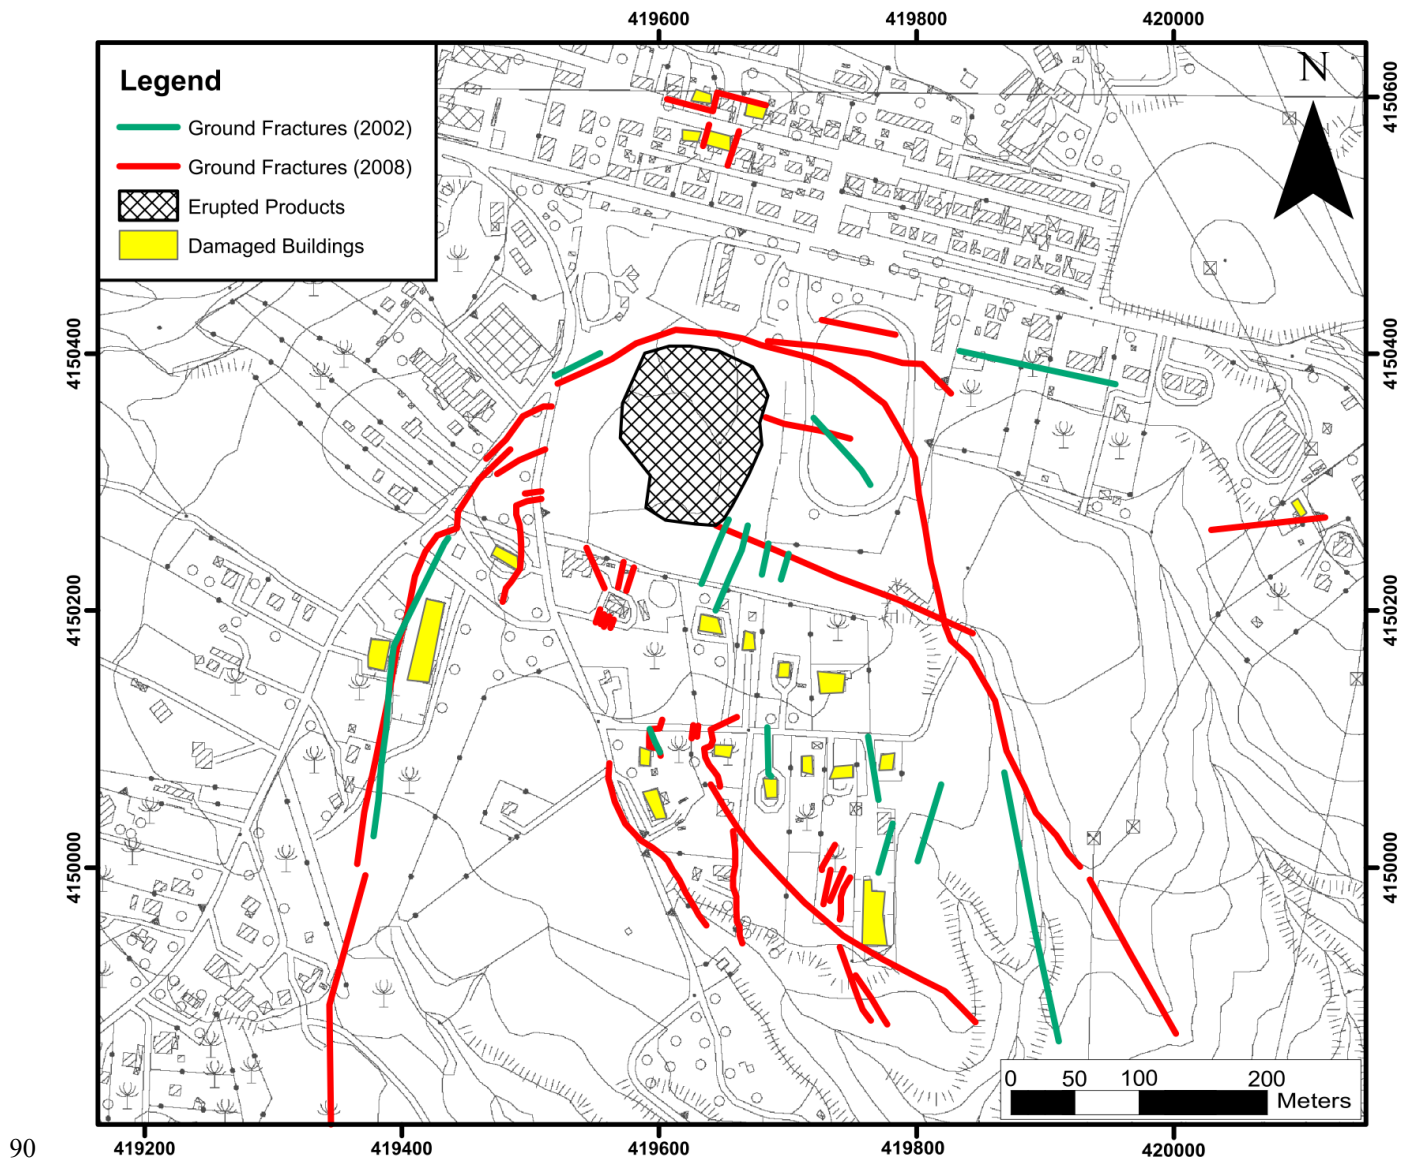 419600 419800 420000
Legend
Ground Fractures (2002)
Ground Fractures (2008)
Erupted Products
Damaged Buildings
N
4150600
4150400 4150400
4150200 4150200
4150000 4150000
0 50 100 200
Meters
419200 419400 419600 419800 420000
90